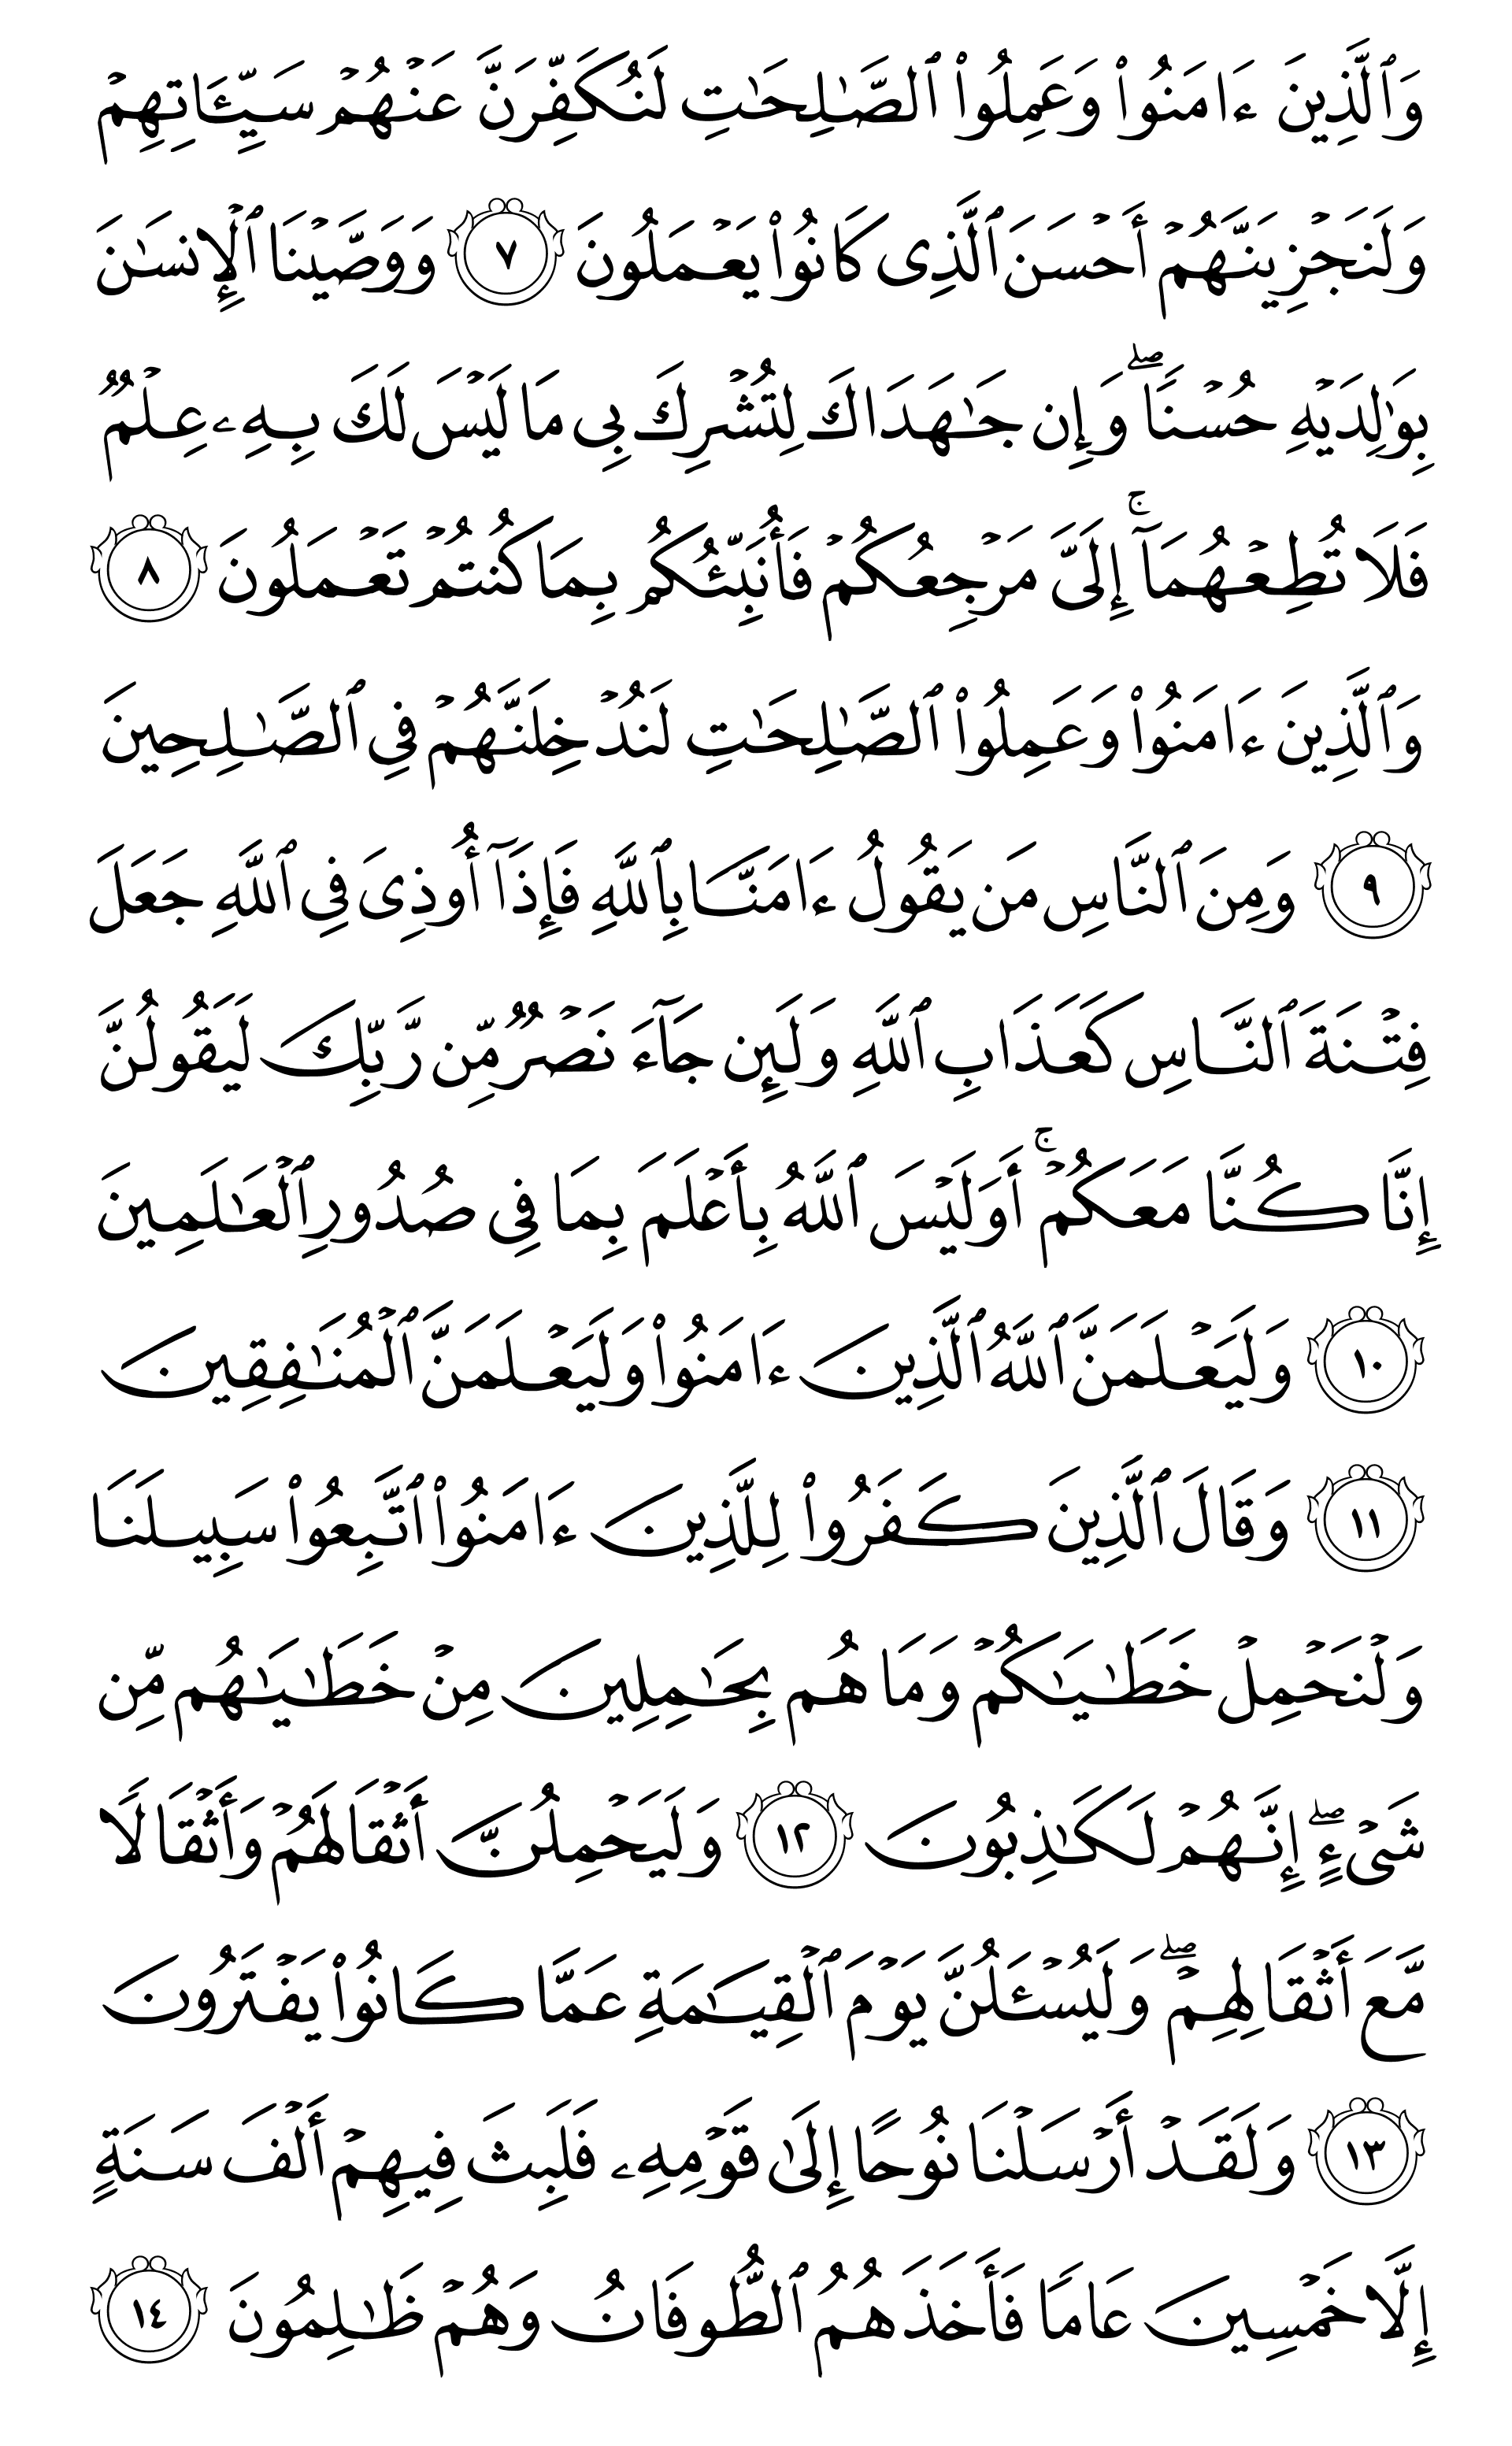 وَٱلَّذِينَ ءَامَنُوا۟ وَعَمِلُوا۟ ٱلصَّـٰلِحَـٰتِ لَنُكَفِّرَنَّ عَنْهُمْ سَيِّـَٔاتِهِمْ
وَلَنَجْزِيَنَّهُمْ أَحْسَنَ ٱلَّذِى كَانُوا۟ يَعْمَلُونَ ٧ وَوَصَّيْنَا ٱلْإِنسَـٰنَ
بِوَٰلِدَيْهِ حُسْنًا ۖ وَإِن جَـٰهَدَاكَ لِتُشْرِكَ بِى مَا لَيْسَ لَكَ بِهِۦ عِلْمٌ
فَلَا تُطِعْهُمَآ ۚ إِلَىَّ مَرْجِعُكُمْ فَأُنَبِّئُكُم بِمَا كُنتُمْ تَعْمَلُونَ ٨
وَٱلَّذِينَ ءَامَنُوا۟ وَعَمِلُوا۟ ٱلصَّـٰلِحَـٰتِ لَنُدْخِلَنَّهُمْ فِى ٱلصَّـٰلِحِينَ
٩ وَمِنَ ٱلنَّاسِ مَن يَقُولُ ءَامَنَّا بِٱللَّهِ فَإِذَآ أُوذِىَ فِى ٱللَّهِ جَعَلَ
فِتْنَةَ ٱلنَّاسِ كَعَذَابِ ٱللَّهِ وَلَئِن جَآءَ نَصْرٌ مِّن رَّبِّكَ لَيَقُولُنَّ
إِنَّا كُنَّا مَعَكُمْ ۚ أَوَلَيْسَ ٱللَّهُ بِأَعْلَمَ بِمَا فِى صُدُورِ ٱلْعَـٰلَمِينَ
١٠ وَلَيَعْلَمَنَّ ٱللَّهُ ٱلَّذِينَ ءَامَنُوا۟ وَلَيَعْلَمَنَّ ٱلْمُنَـٰفِقِينَ
١١ وَقَالَ ٱلَّذِينَ كَفَرُوا۟ لِلَّذِينَ ءَامَنُوا۟ ٱتَّبِعُوا۟ سَبِيلَنَا
وَلْنَحْمِلْ خَطَـٰيَـٰكُمْ وَمَا هُم بِحَـٰمِلِينَ مِنْ خَطَـٰيَـٰهُم مِّن
شَىْءٍ ۖ إِنَّهُمْ لَكَـٰذِبُونَ ١٢ وَلَيَحْمِلُنَّ أَثْقَالَهُمْ وَأَثْقَالًا
مَّعَ أَثْقَالِهِمْ ۖ وَلَيُسْـَٔلُنَّ يَوْمَ ٱلْقِيَـٰمَةِ عَمَّا كَانُوا۟ يَفْتَرُونَ
١٣ وَلَقَدْ أَرْسَلْنَا نُوحًا إِلَىٰ قَوْمِهِۦ فَلَبِثَ فِيهِمْ أَلْفَ سَنَةٍ
إِلَّا خَمْسِينَ عَامًا فَأَخَذَهُمُ ٱلطُّوفَانُ وَهُمْ ظَـٰلِمُونَ ١٤